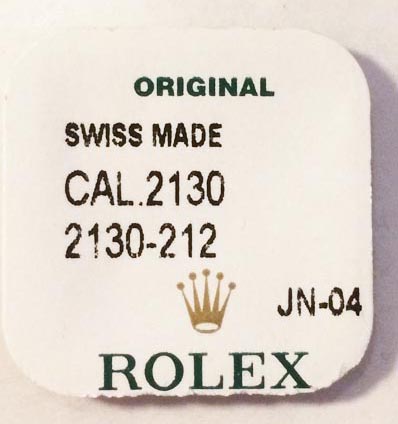 ORIGINAL
SWISS MADE
CAL.2130
2130-212
JN-04
ROLEX